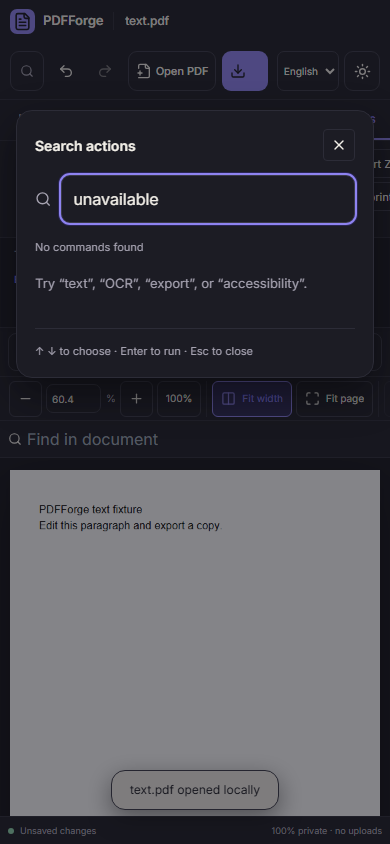 PDFForge text.pdf
Open PDF English
Search actions
unavailable
No commands found
Try “text”, “OCR”, “export”, or “accessibility”.
↑ ↓ to choose · Enter to run · Esc to close
60.4 % 100% Fit width Fit page
Find in document
PDFForge text fixture
Edit this paragraph and export a copy.
text.pdf opened locally
Unsaved changes 100% private · no uploads